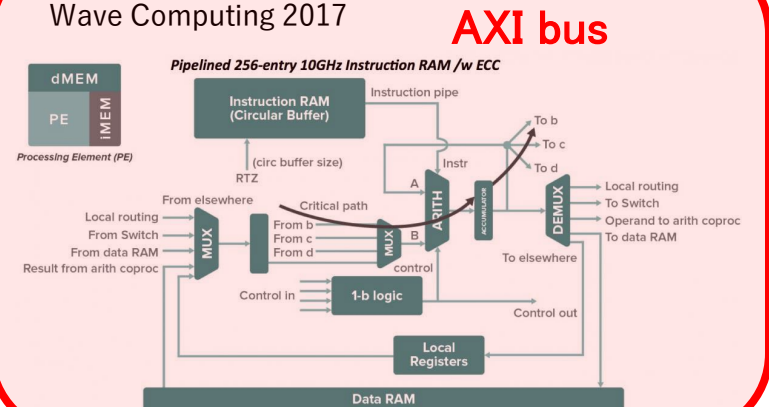 Wave Computing 2017
AXI bus
Pipelined 256-entry 10GHz Instruction RAM /w ECC
dMEM
PE
iMEM
Processing Element (PE)
Instruction RAM
(Circular Buffer)
Instruction pipe
(circ buffer size)
RTZ
Instr
To b
To c
To d
A
ARITH
ACCUMULATOR
DEMUX
Local routing
To Switch
Operand to arith coproc
To data RAM
From elsewhere
Critical path
Local routing
From Switch
From data RAM
Result from arith coproc
MUX
From b
From c
From d
MUX
B
control
To elsewhere
Control in
1-b logic
Control out
Local
Registers
Data RAM